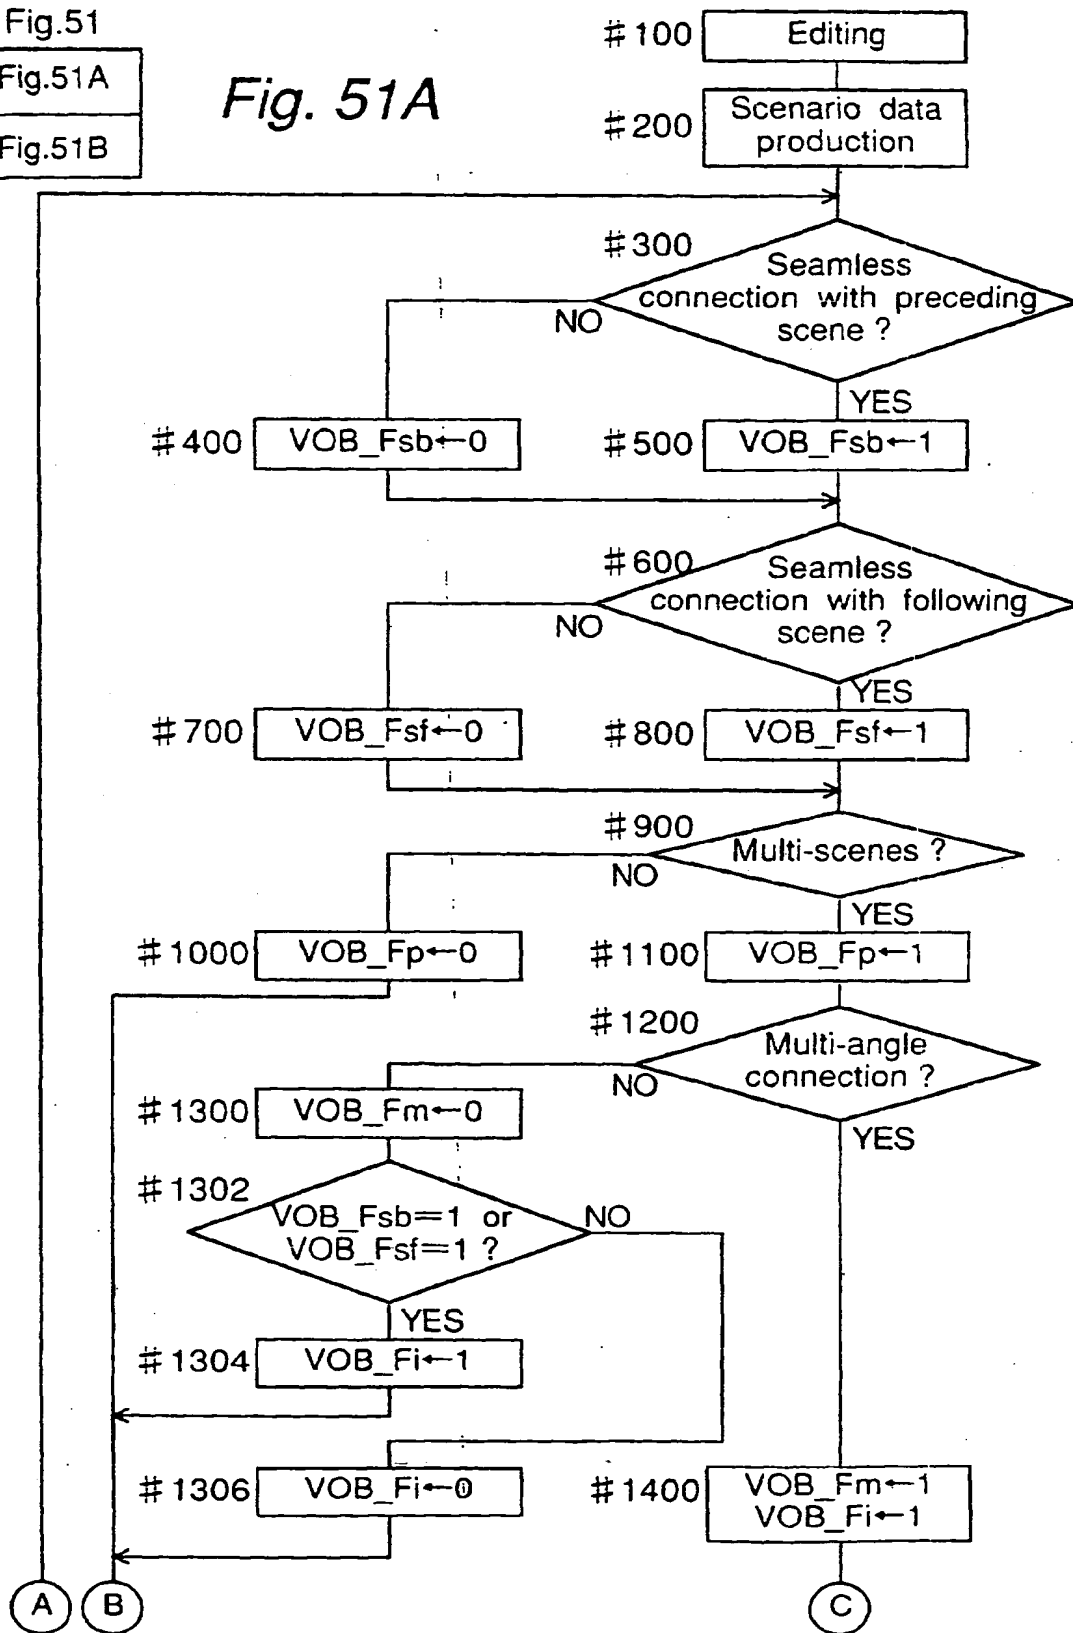 Fig.51
Fig.51A
Fig.51B
Fig. 51A
#100 Editing
#200 Scenario data
production
#300
Seamless
connection with preceding
scene ?
NO
YES
#400 VOB_Fsb←0
#500 VOB_Fsb←1
#600
Seamless
connection with following
scene ?
NO
YES
#700 VOB_Fsf←0
#800 VOB_Fsf←1
#900
Multi-scenes ?
NO
YES
#1000 VOB_Fp←0
#1100 VOB_Fp←1
#1200
Multi-angle
connection ?
NO
YES
#1300 VOB_Fm←0
#1302
VOB_Fsb=1 or
VOB_Fsf=1 ?
NO
YES
#1304 VOB_Fi←1
#1306 VOB_Fi←0
#1400 VOB_Fm←1
VOB_Fi←1
A
B
C